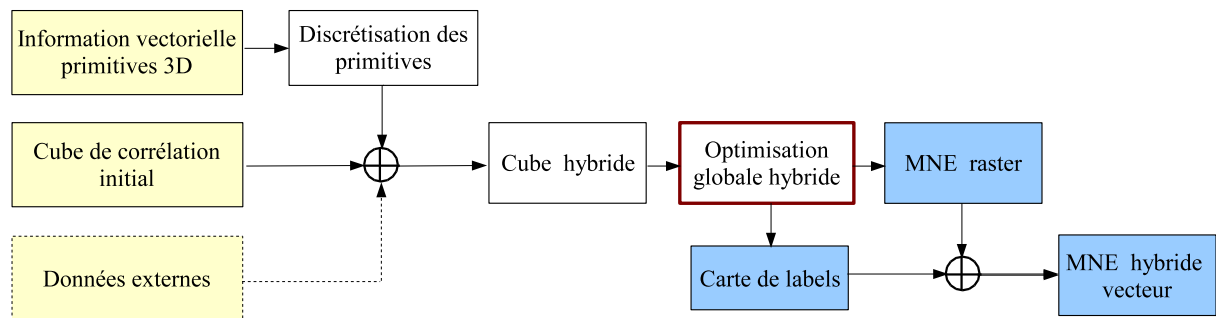 Information vectorielle
primitives 3D
Discrétisation des
primitives
Cube de corrélation
initial
Cube hybride
Optimisation
globale hybride
MNE raster
Données externes
Carte de labels
MNE hybride
vecteur